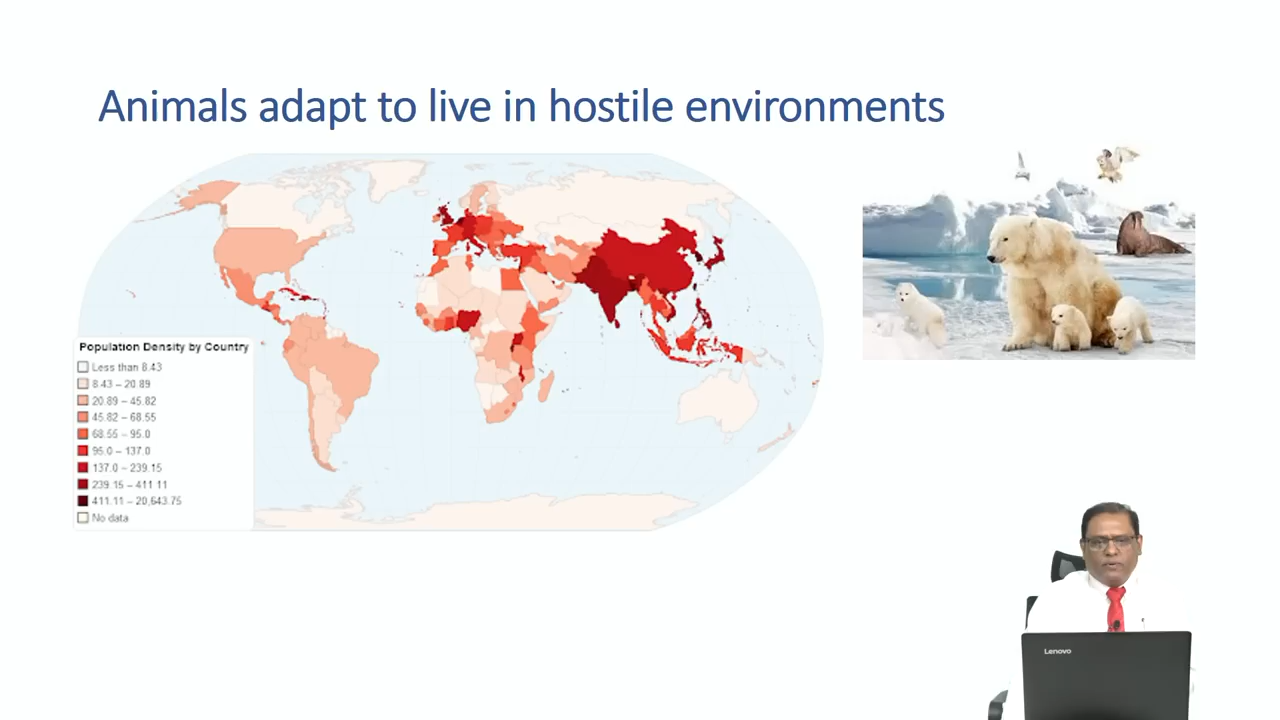 Animals adapt to live in hostile environments
Population Density by Country
Less than 8.43
8.43 – 20.89
20.89 – 45.82
45.82 – 68.55
68.55 – 95.0
95.0 – 137.0
137.0 – 239.15
239.15 – 411.11
411.11 – 20,643.75
No data
Lenovo